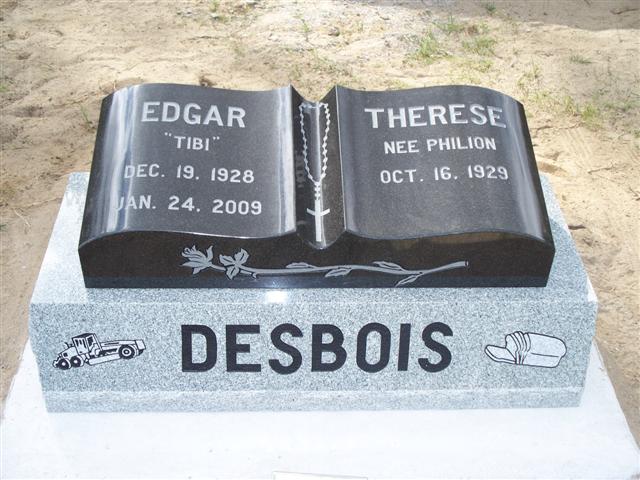 EDGAR
"TIBI"
DEC. 19, 1928
JAN. 24, 2009
THERESE
NEE PHILION
OCT. 16, 1929
DESBOIS